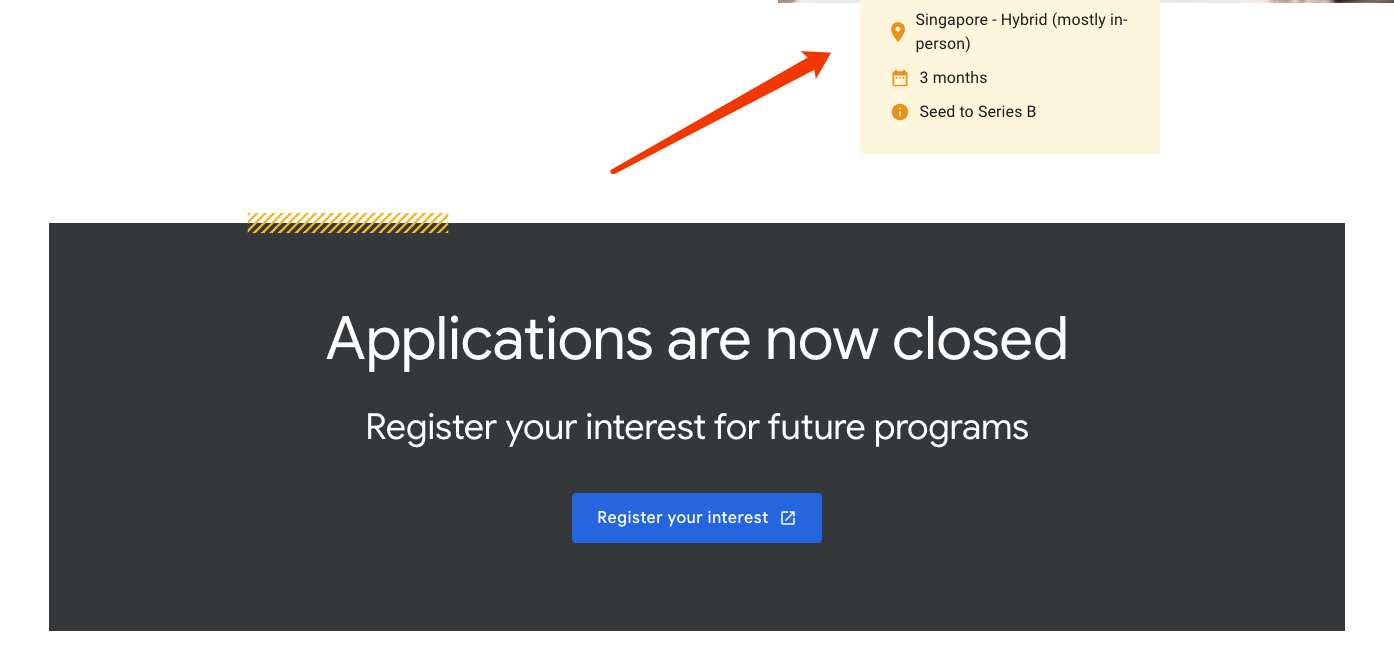 Singapore - Hybrid (mostly in-
person)
3 months
Seed to Series B
Applications are now closed
Register your interest for future programs
Register your interest